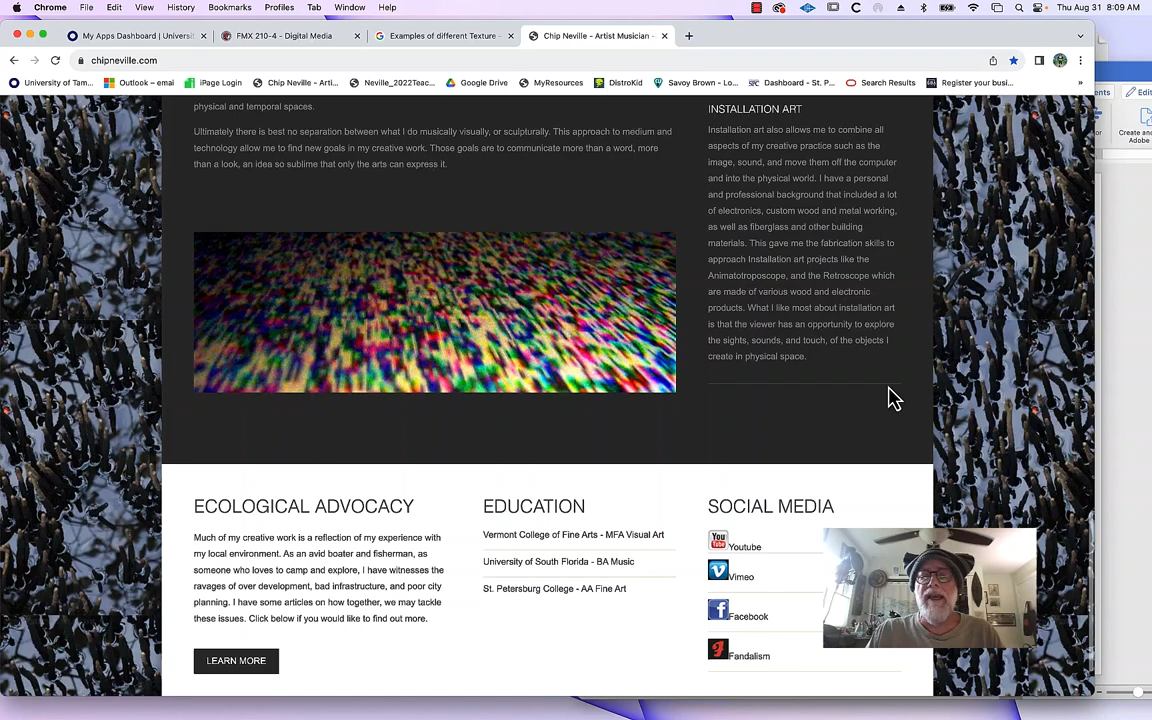 Chrome File Edit View History Bookmarks Profiles Tab Window Help
Thu Aug 31 8:09 AM
My Apps Dashboard | Universit
FMX 210-4 - Digital Media
Examples of different Texture -
Chip Neville - Artist Musician -
chipneville.com
University of Tam...
Outlook – emai
iPage Login
Chip Neville - Arti...
Neville_2022Teac...
Google Drive
MyResources
DistroKid
Savoy Brown - Lo...
Dashboard - St. P...
Search Results
Register your busi...
»
ents
Edit
Create and
Adobe
physical and temporal spaces.
Ultimately there is best no separation between what I do musically visually, or sculpturally. This approach to medium and
technology allow me to find new goals in my creative work. Those goals are to communicate more than a word, more
than a look, an idea so sublime that only the arts can express it.
INSTALLATION ART
Installation art also allows me to combine all
aspects of my creative practice such as the
image, sound, and move them off the computer
and into the physical world. I have a personal
and professional background that included a lot
of electronics, custom wood and metal working,
as well as fiberglass and other building
materials. This gave me the fabrication skills to
approach Installation art projects like the
Animatotroposcope, and the Retroscope which
are made of various wood and electronic
products. What I like most about installation art
is that the viewer has an opportunity to explore
the sights, sounds, and touch, of the objects I
create in physical space.
ECOLOGICAL ADVOCACY
Much of my creative work is a reflection of my experience with
my local environment. As an avid boater and fisherman, as
someone who loves to camp and explore, I have witnesses the
ravages of over development, bad infrastructure, and poor city
planning. I have some articles on how together, we may tackle
these issues. Click below if you would like to find out more.
LEARN MORE
EDUCATION
Vermont College of Fine Arts - MFA Visual Art
University of South Florida - BA Music
St. Petersburg College - AA Fine Art
SOCIAL MEDIA
You
Tube
Youtube
Vimeo
Facebook
Fandalism